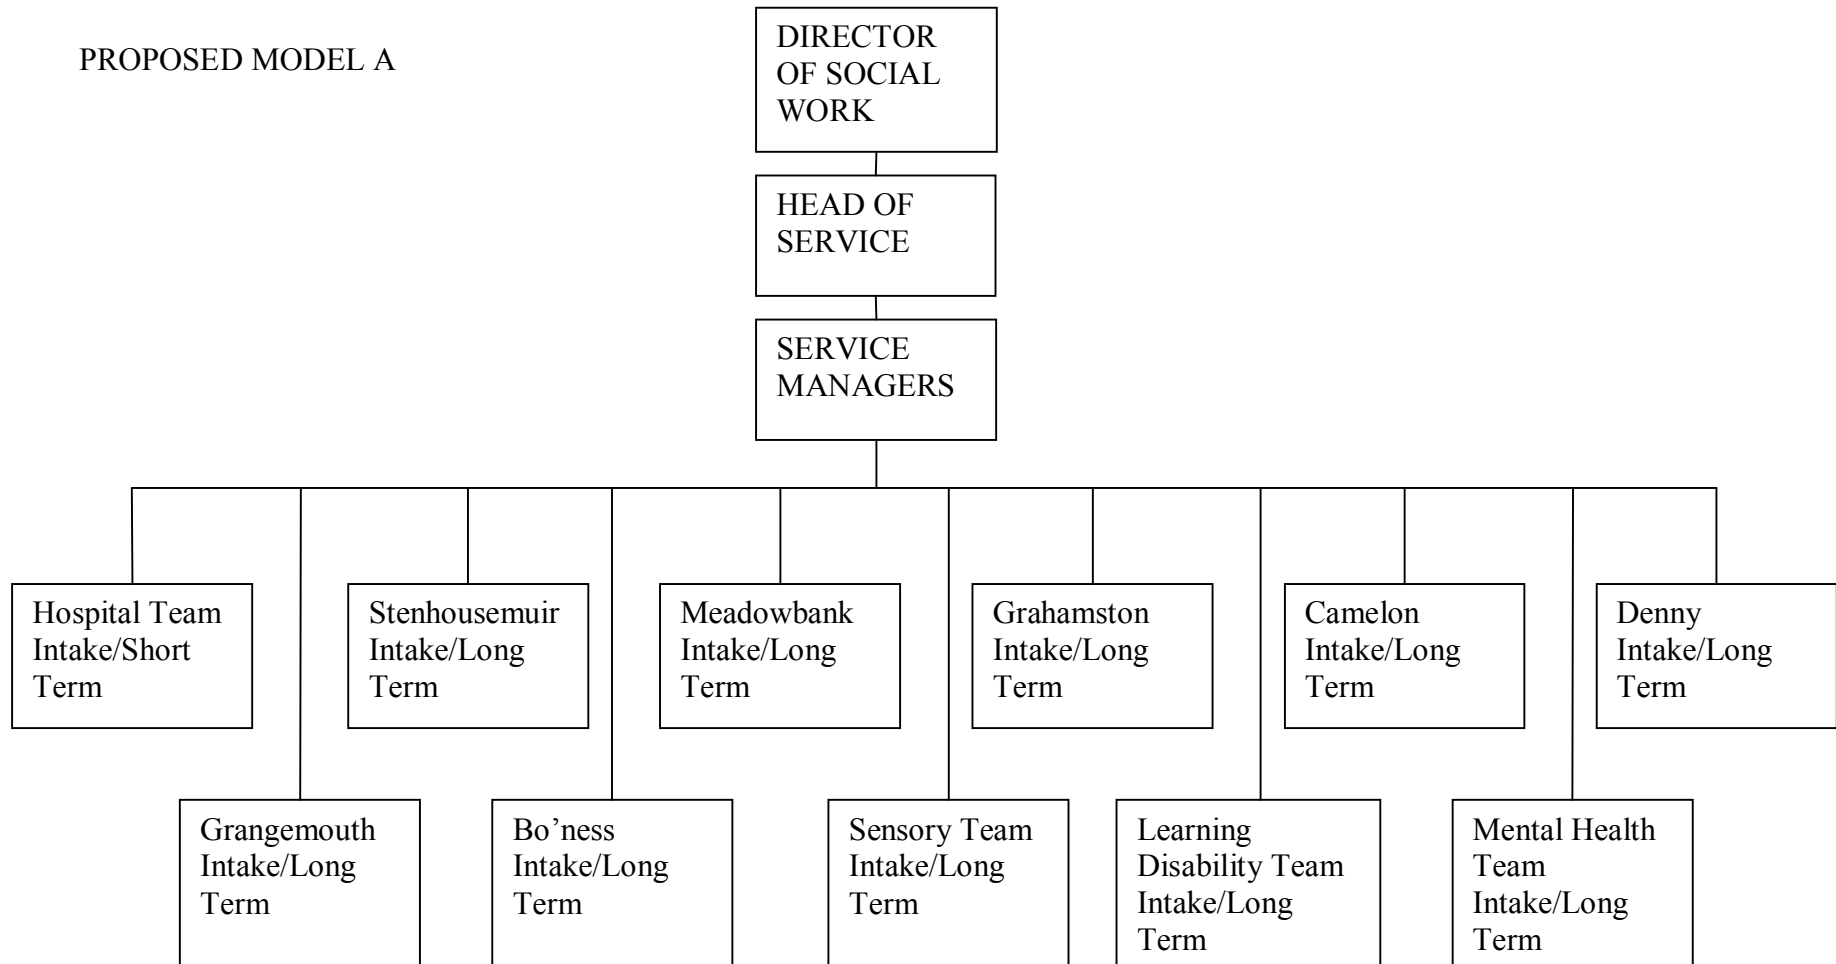 PROPOSED MODEL A
DIRECTOR
OF SOCIAL
WORK
HEAD OF
SERVICE
SERVICE
MANAGERS
Hospital Team
Intake/Short
Term
Stenhousemuir
Intake/Long
Term
Meadowbank
Intake/Long
Term
Grahamston
Intake/Long
Term
Camelon
Intake/Long
Term
Denny
Intake/Long
Term
Grangemouth
Intake/Long
Term
Bo’ness
Intake/Long
Term
Sensory Team
Intake/Long
Term
Learning
Disability Team
Intake/Long
Term
Mental Health
Team
Intake/Long
Term